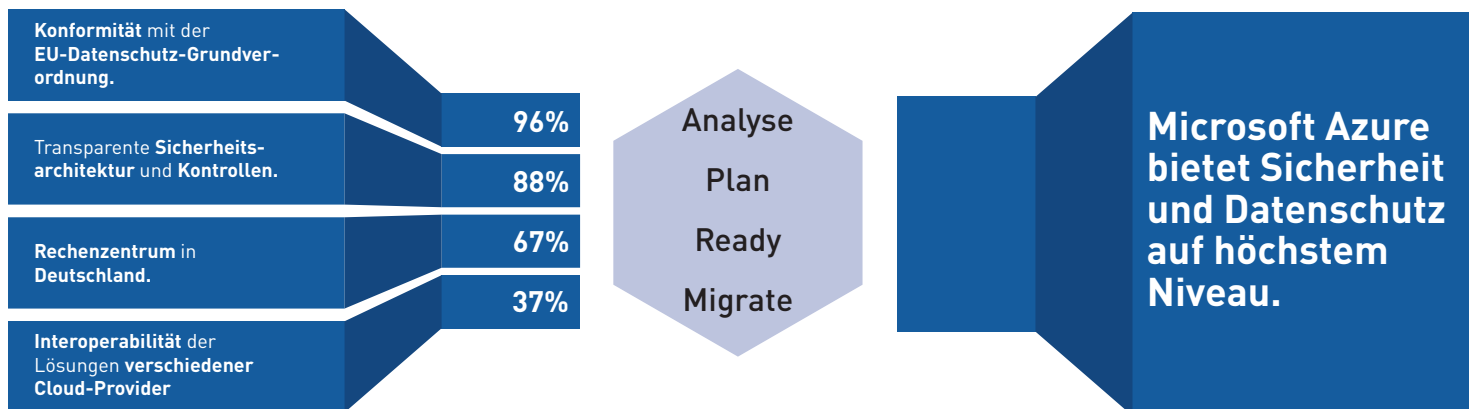 Konformität mit der
EU-Datenschutz-Grundver-
ordnung.
96%
Transparente Sicherheits-
architektur und Kontrollen.
88%
Rechenzentrum in
Deutschland.
67%
Interoperabilität der
Lösungen verschiedener
Cloud-Provider
37%
Analyse
Plan
Ready
Migrate
Microsoft Azure
bietet Sicherheit
und Datenschutz
auf höchstem
Niveau.